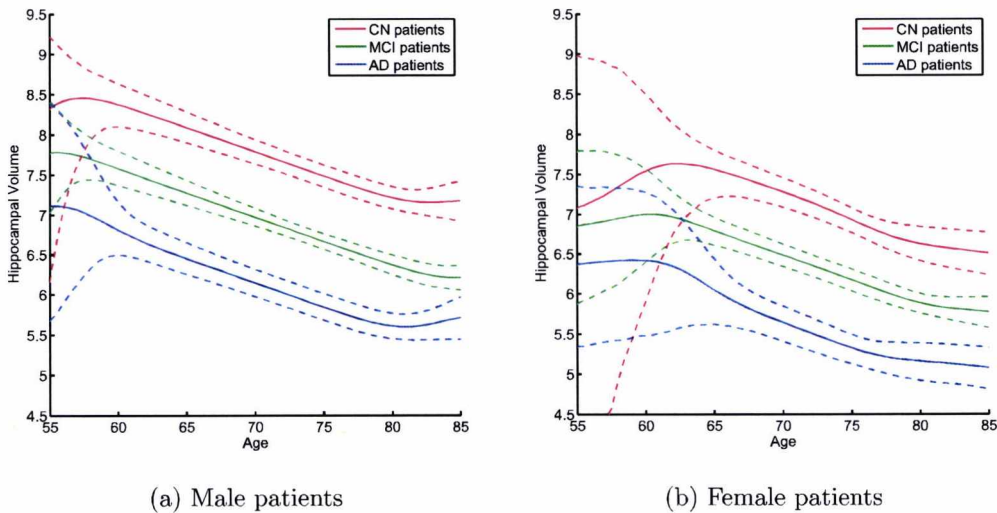 9.5
9
8.5
8
7.5
7
6.5
6
5.5
5
4.5
Hippocampal Volume
CN patients
MCI patients
AD patients
55 60 65 70 75 80 85
Age
(a) Male patients
9.5
9
8.5
8
7.5
7
6.5
6
5.5
5
4.5
Hippocampal Volume
CN patients
MCI patients
AD patients
55 60 65 70 75 80 85
Age
(b) Female patients